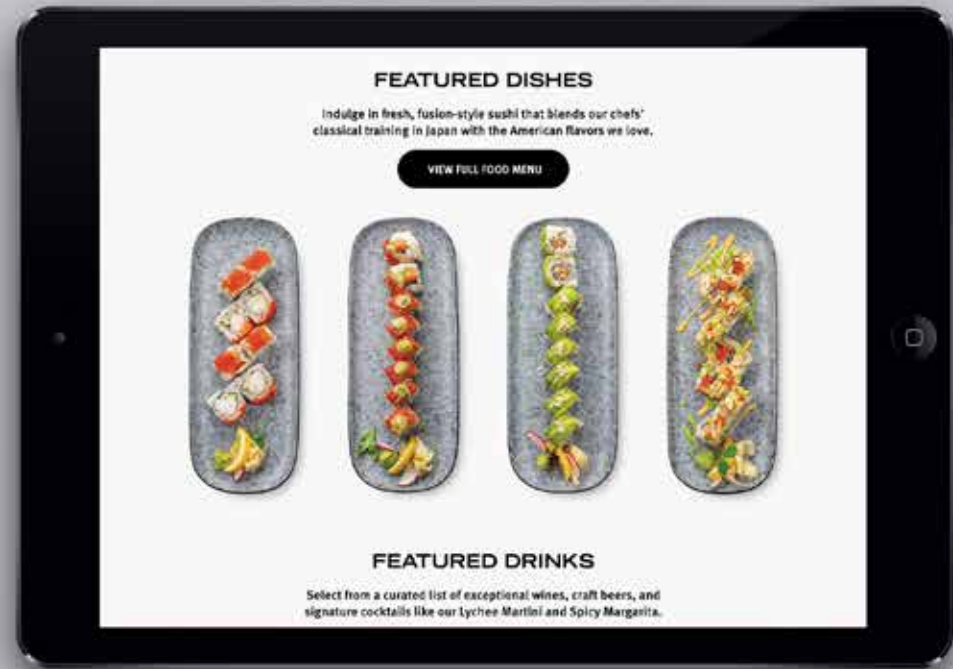 FEATURED DISHES
Indulge in fresh, fusion-style sushi that blends our chefs'
classical training in Japan with the American flavors we love.
VIEW FULL FOOD MENU
FEATURED DRINKS
Select from a curated list of exceptional wines, craft beers, and
signature cocktails like our Lychee Martini and Spicy Margarita.